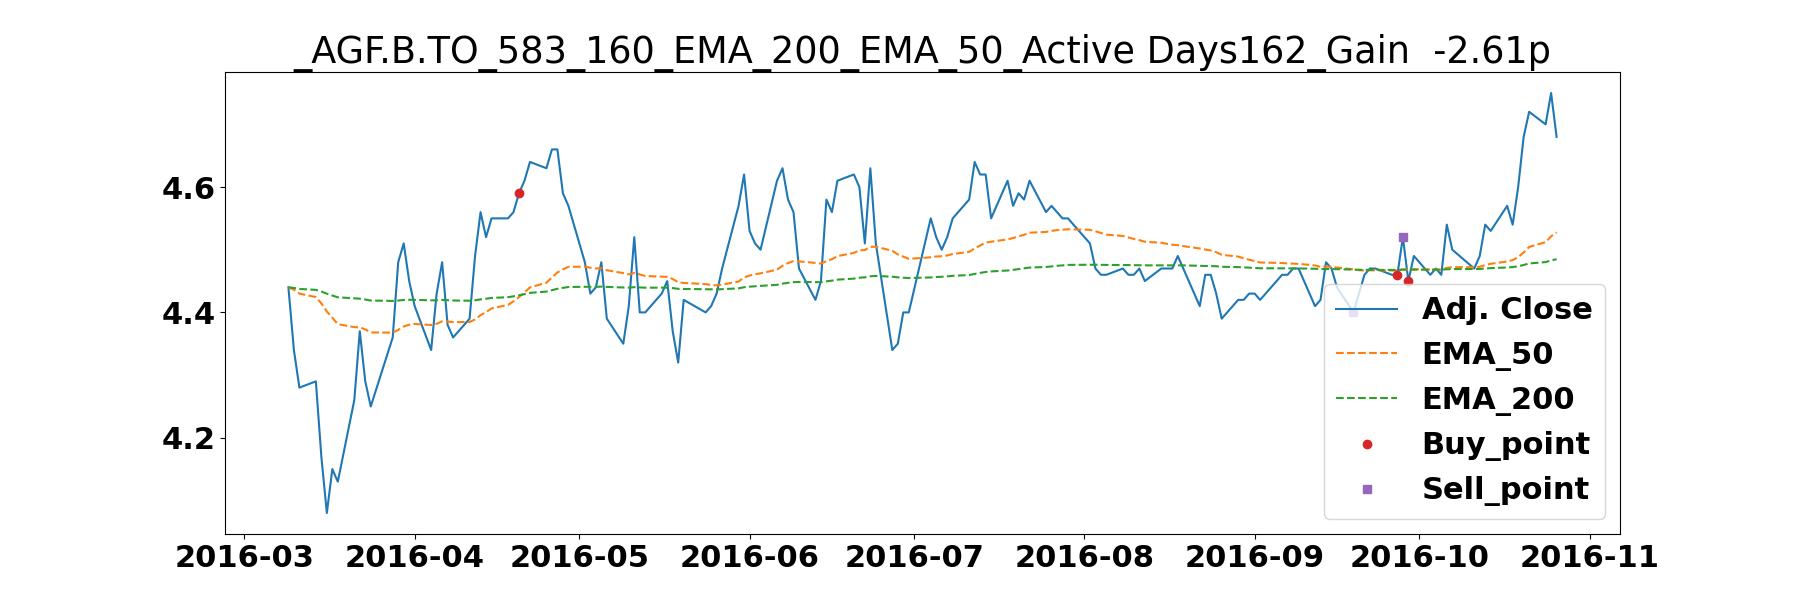 _AGF.B.TO_583_160_EMA_200_EMA_50_Active Days162_Gain  -2.61p
4.6
4.4
4.2
Adj. Close
EMA_50
EMA_200
Buy_point
Sell_point
2016-03 2016-04 2016-05 2016-06 2016-07 2016-08 2016-09 2016-10 2016-11